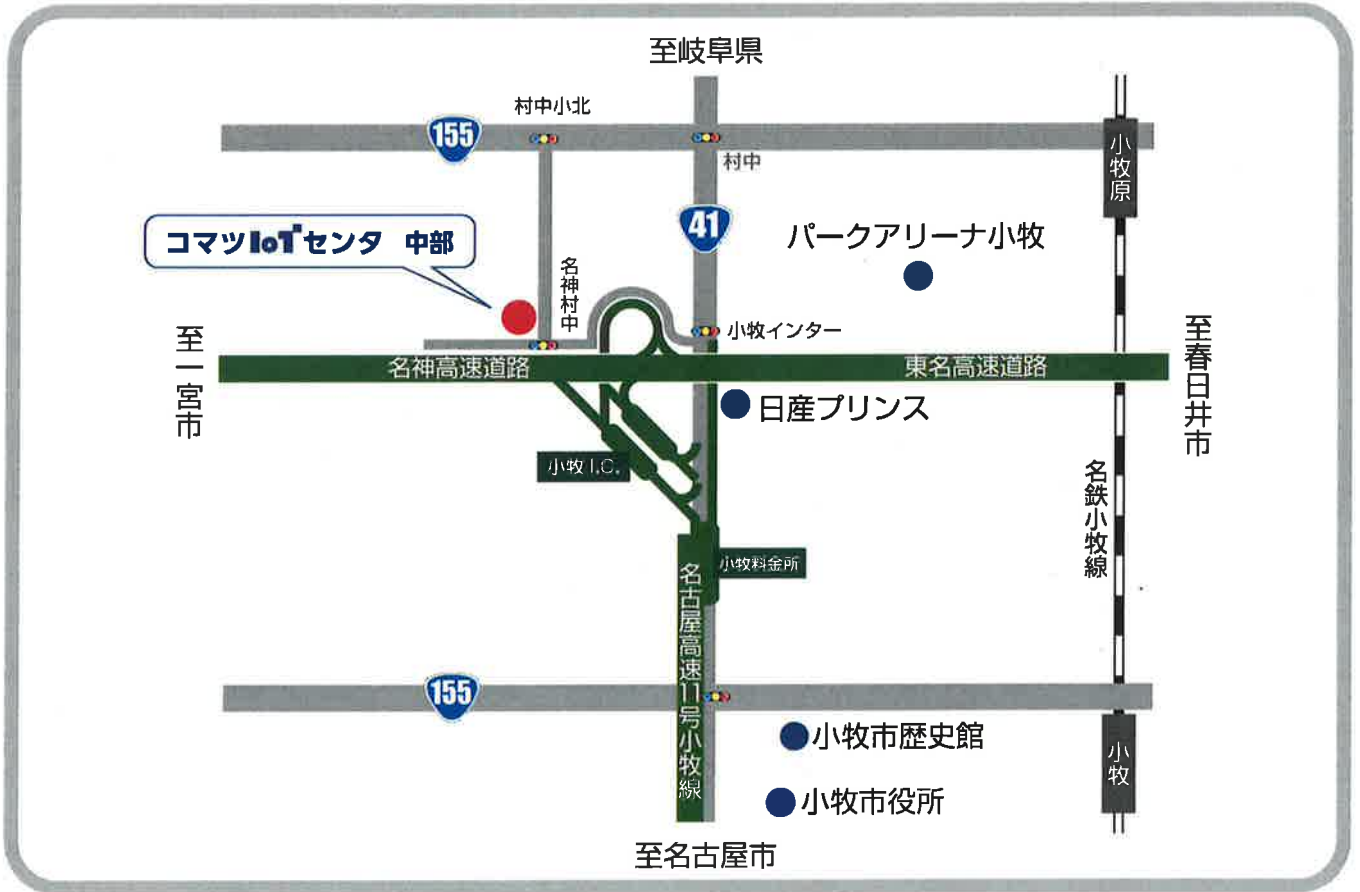 至岐阜県
村中小北
155
村中
小牧原
41
コマツIoTセンタ 中部
パークアリーナ小牧
名神村中
小牧インター
至一宮市
名神高速道路
東名高速道路
至春日井市
日産プリンス
小牧 I.C.
名鉄小牧線
小牧料金所
名古屋高速11号小牧線
155
小牧市歴史館
小牧
小牧市役所
至名古屋市